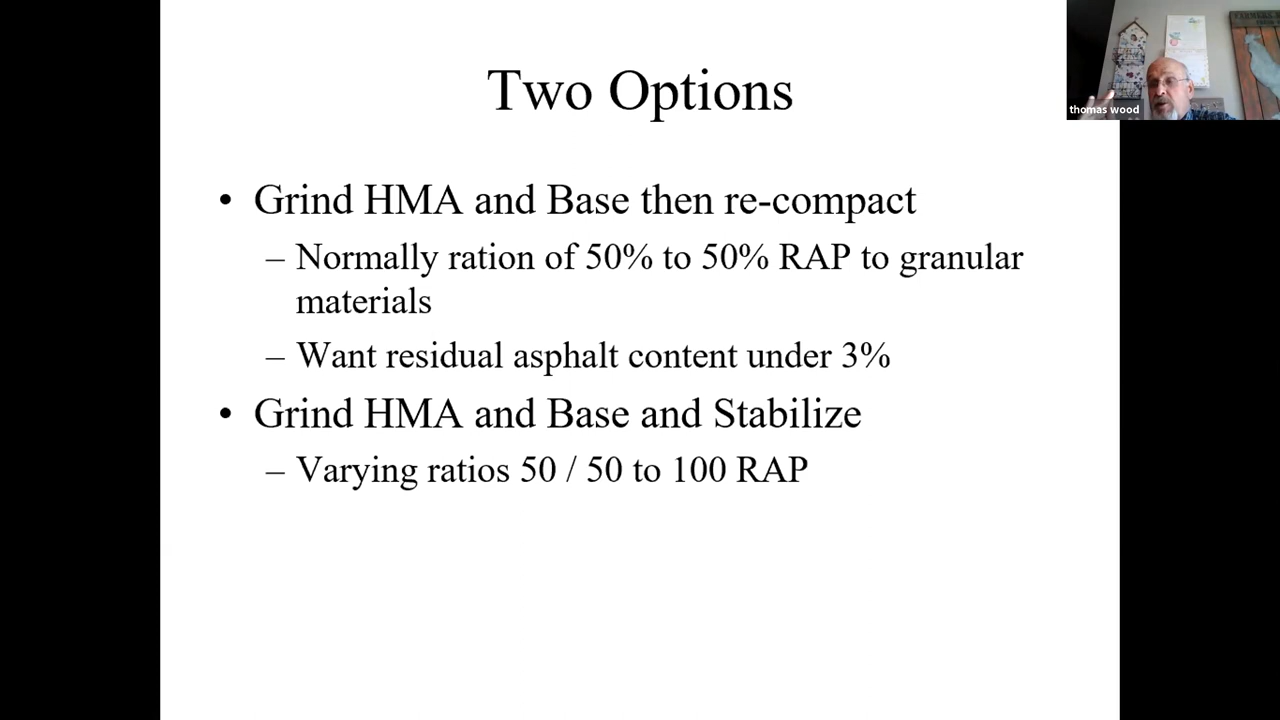 Two Options
• Grind HMA and Base then re-compact
– Normally ration of 50% to 50% RAP to granular
materials
– Want residual asphalt content under 3%
• Grind HMA and Base and Stabilize
– Varying ratios 50 / 50 to 100 RAP
thomas wood